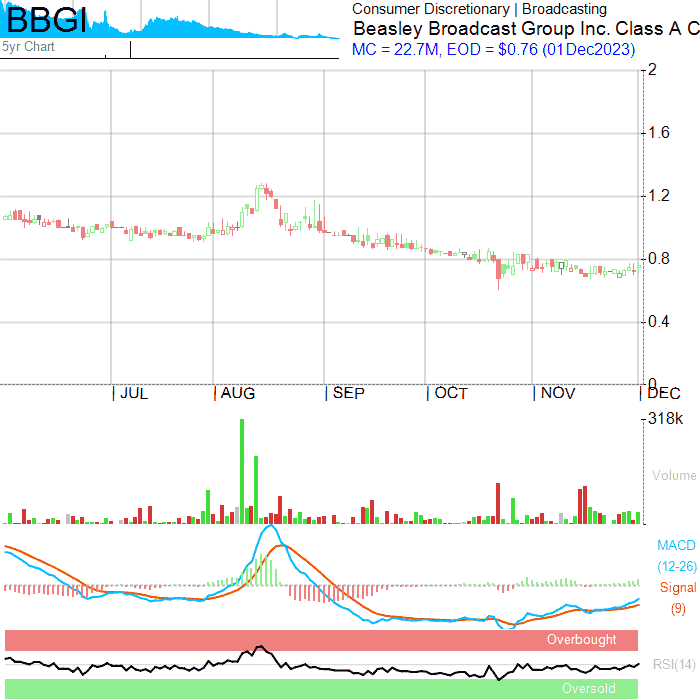 BBGI
5yr Chart
Consumer Discretionary | Broadcasting
Beasley Broadcast Group Inc. Class A C
MC = 22.7M, EOD = $0.76 (01Dec2023)
2
1.6
1.2
0.8
0.4
0
| JUL | AUG | SEP | OCT | NOV | DEC
318k
Volume
MACD
(12-26)
Signal
(9)
Overbought
RSI(14)
Oversold